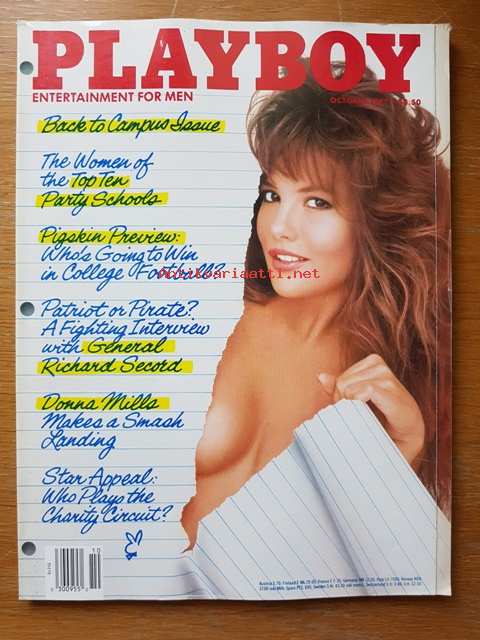 PLAYBOY
ENTERTAINMENT FOR MEN
OCTOBER
Back to Campus Issue
The Women of
the Top Ten
Party Schools
Pigskin Preview:
Who's Going to Win
in College Football?
Antikvariaatti.net
Patriot or Pirate?
A Fighting Interview
with General
Richard Secord
Donna Mills
Makes a Smash
Landing
Star Appeal:
Who Plays the
Charity Circuit?
10